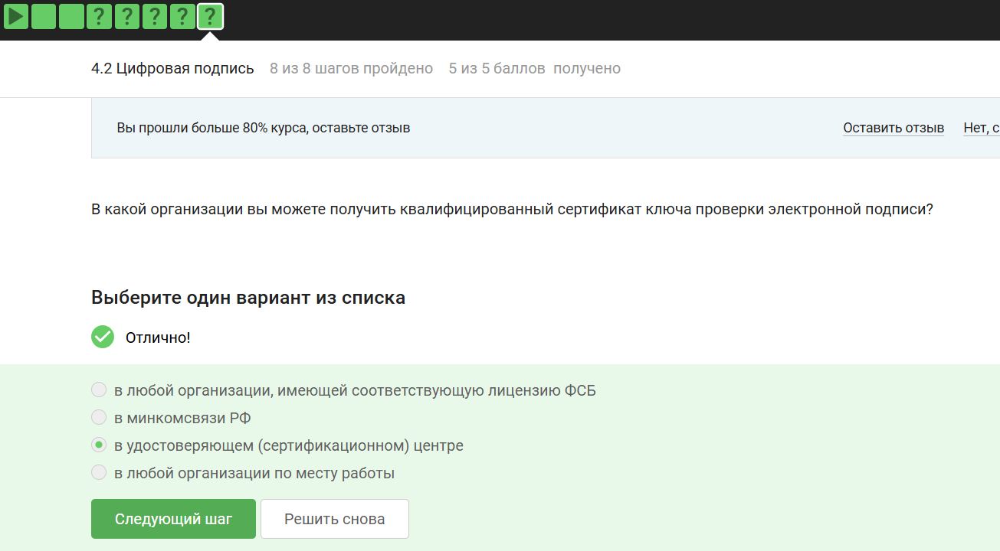 ? ? ? ? ?
4.2 Цифровая подпись 8 из 8 шагов пройдено 5 из 5 баллов получено
Вы прошли больше 80% курса, оставьте отзыв Оставить отзыв Нет, с
В какой организации вы можете получить квалифицированный сертификат ключа проверки электронной подписи?
Выберите один вариант из списка
Отлично!
в любой организации, имеющей соответствующую лицензию ФСБ
в минкомсвязи РФ
в удостоверяющем (сертификационном) центре
в любой организации по месту работы
Следующий шаг Решить снова